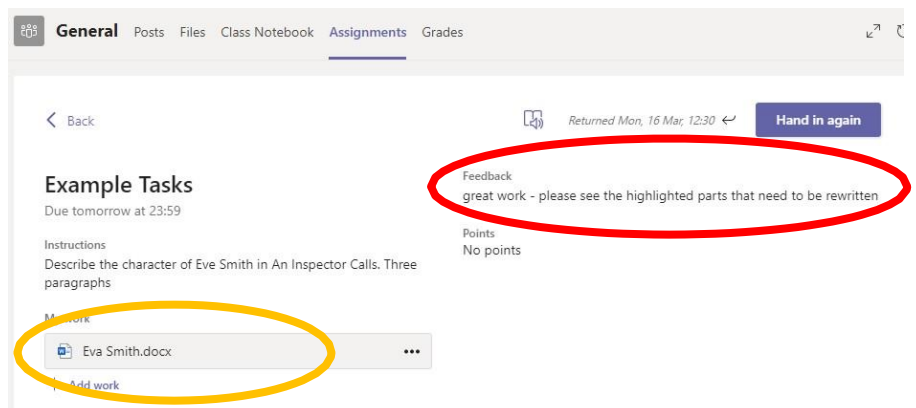 General Posts Files Class Notebook Assignments Grades
Back
Returned Mon, 16 Mar, 12:30
Hand in again
Example Tasks
Due tomorrow at 23:59
Instructions
Describe the character of Eve Smith in An Inspector Calls. Three
paragraphs
My work
Eva Smith.docx
Add work
Feedback
great work - please see the highlighted parts that need to be rewritten
Points
No points